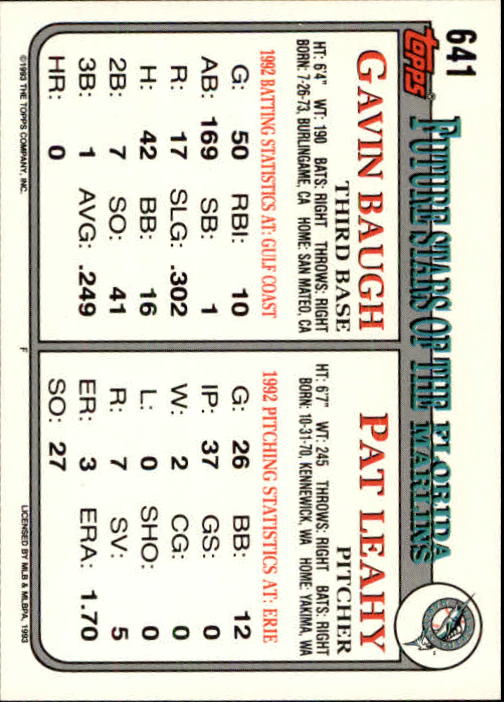 641
TOPPS
FUTURE STARS OF THE FLORIDA MARLINS
GAVIN BAUGH
THIRD BASE
HT: 6'4" WT: 190 BATS: RIGHT THROWS: RIGHT
BORN: 7-26-73, BURLINGAME, CA HOME: SAN MATEO, CA
1992 BATTING STATISTICS AT: GULF COAST
G: 50 RBI: 10
AB: 169 SB: 1
R: 17 SLG: .302
H: 42 BB: 16
2B: 7 SO: 41
3B: 1 AVG: .249
HR: 0
PAT LEAHY
PITCHER
HT: 6'7" WT: 245 THROWS: RIGHT BATS: RIGHT
BORN: 10-31-70, KENNEWICK, WA HOME: YAKIMA, WA
1992 PITCHING STATISTICS AT: ERIE
G: 26 BB: 12
IP: 37 GS: 0
W: 2 CG: 0
L: 0 SHO: 0
R: 7 SV: 5
ER: 3 ERA: 1.70
SO: 27
©1993 THE TOPPS COMPANY, INC.
F
LICENSED BY MLB & MLBPA, 1993